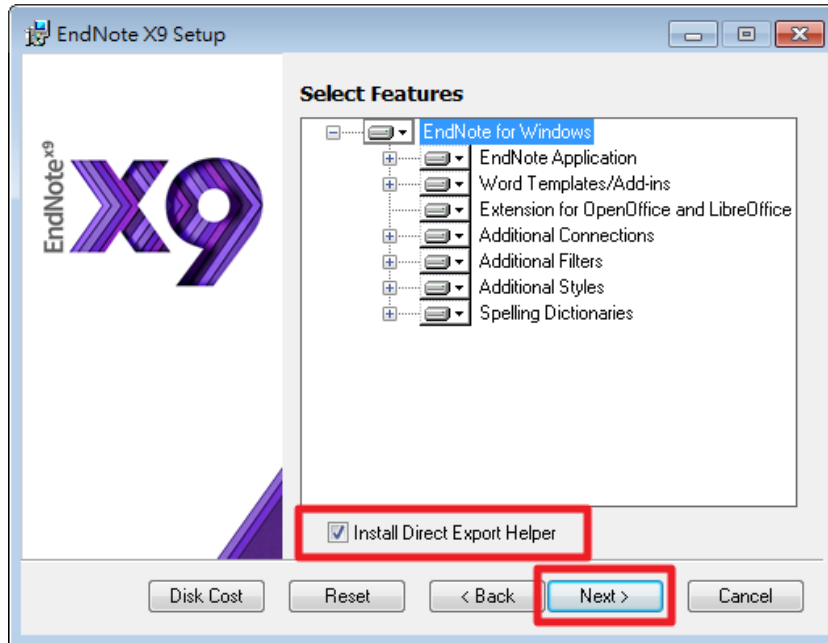 EndNote X9 Setup
Select Features
EndNote for Windows
EndNote Application
Word Templates/Add-ins
Extension for OpenOffice and LibreOffice
Additional Connections
Additional Filters
Additional Styles
Spelling Dictionaries
EndNote x9
X9
Install Direct Export Helper
Disk Cost
Reset
< Back
Next >
Cancel